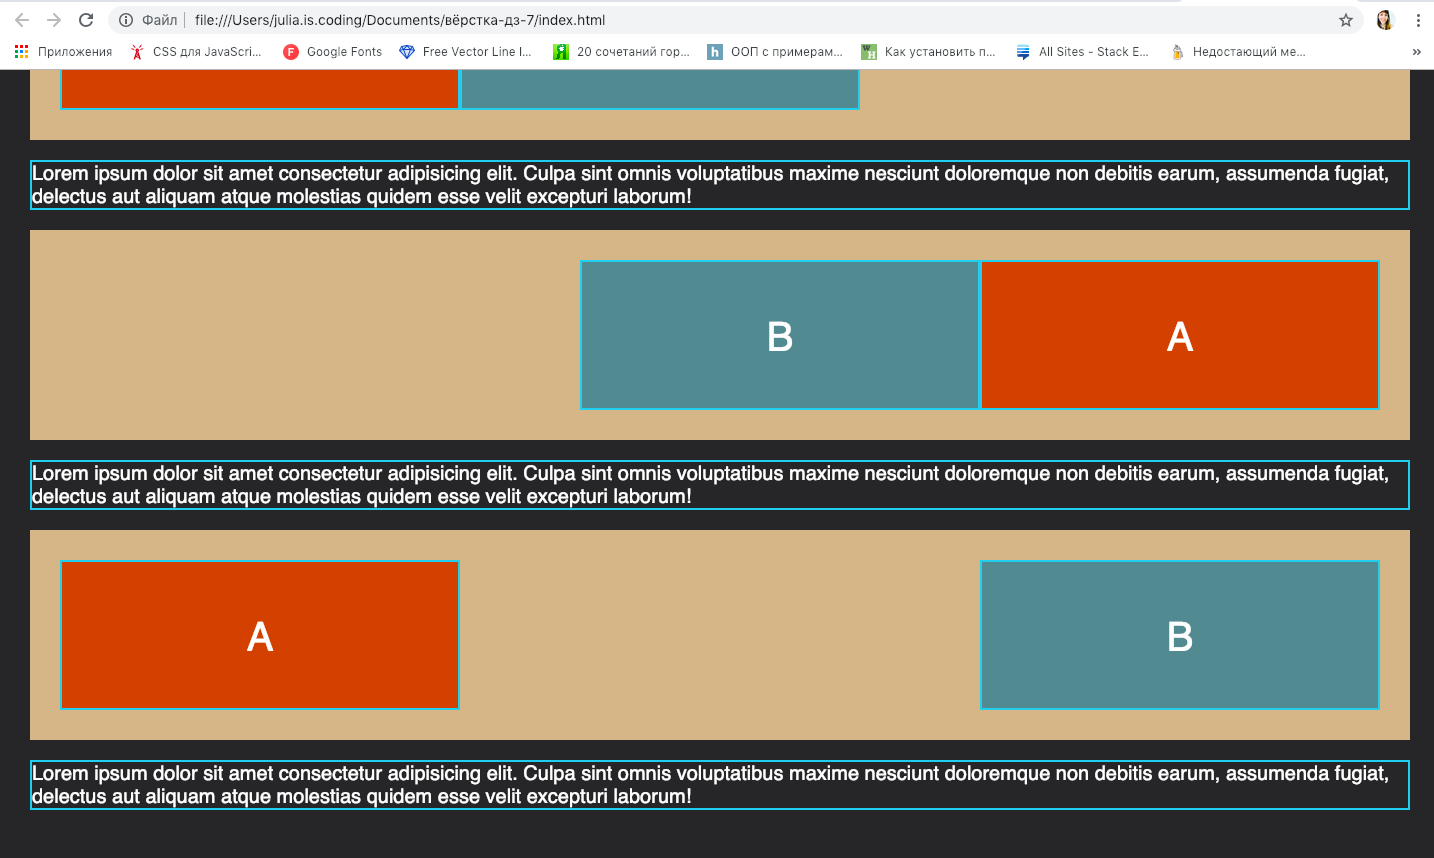 Файл file:///Users/julia.is.coding/Documents/вёрстка-дз-7/index.html
Приложения CSS для JavaScri... Google Fonts Free Vector Line I... 20 сочетаний гор... ООП с примерам... Как установить п... All Sites - Stack E... Недостающий ме... »
Lorem ipsum dolor sit amet consectetur adipisicing elit. Culpa sint omnis voluptatibus maxime nesciunt doloremque non debitis earum, assumenda fugiat,
delectus aut aliquam atque molestias quidem esse velit excepturi laborum!
B A
Lorem ipsum dolor sit amet consectetur adipisicing elit. Culpa sint omnis voluptatibus maxime nesciunt doloremque non debitis earum, assumenda fugiat,
delectus aut aliquam atque molestias quidem esse velit excepturi laborum!
A B
Lorem ipsum dolor sit amet consectetur adipisicing elit. Culpa sint omnis voluptatibus maxime nesciunt doloremque non debitis earum, assumenda fugiat,
delectus aut aliquam atque molestias quidem esse velit excepturi laborum!